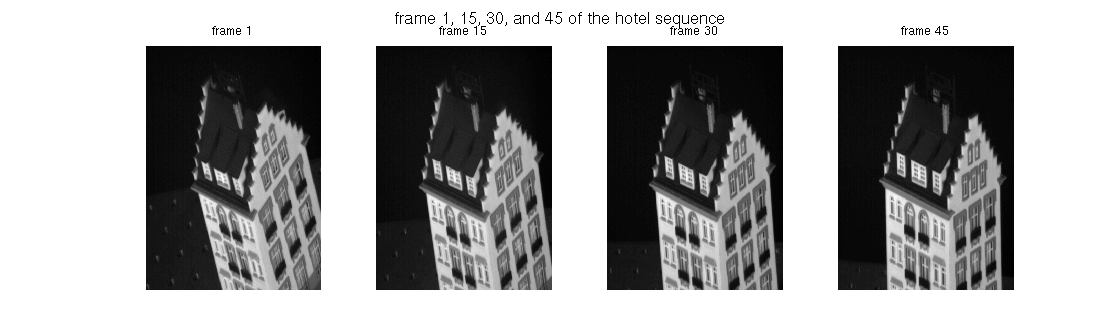 frame 1, 15, 30, and 45 of the hotel sequence
frame 1
frame 15
frame 30
frame 45